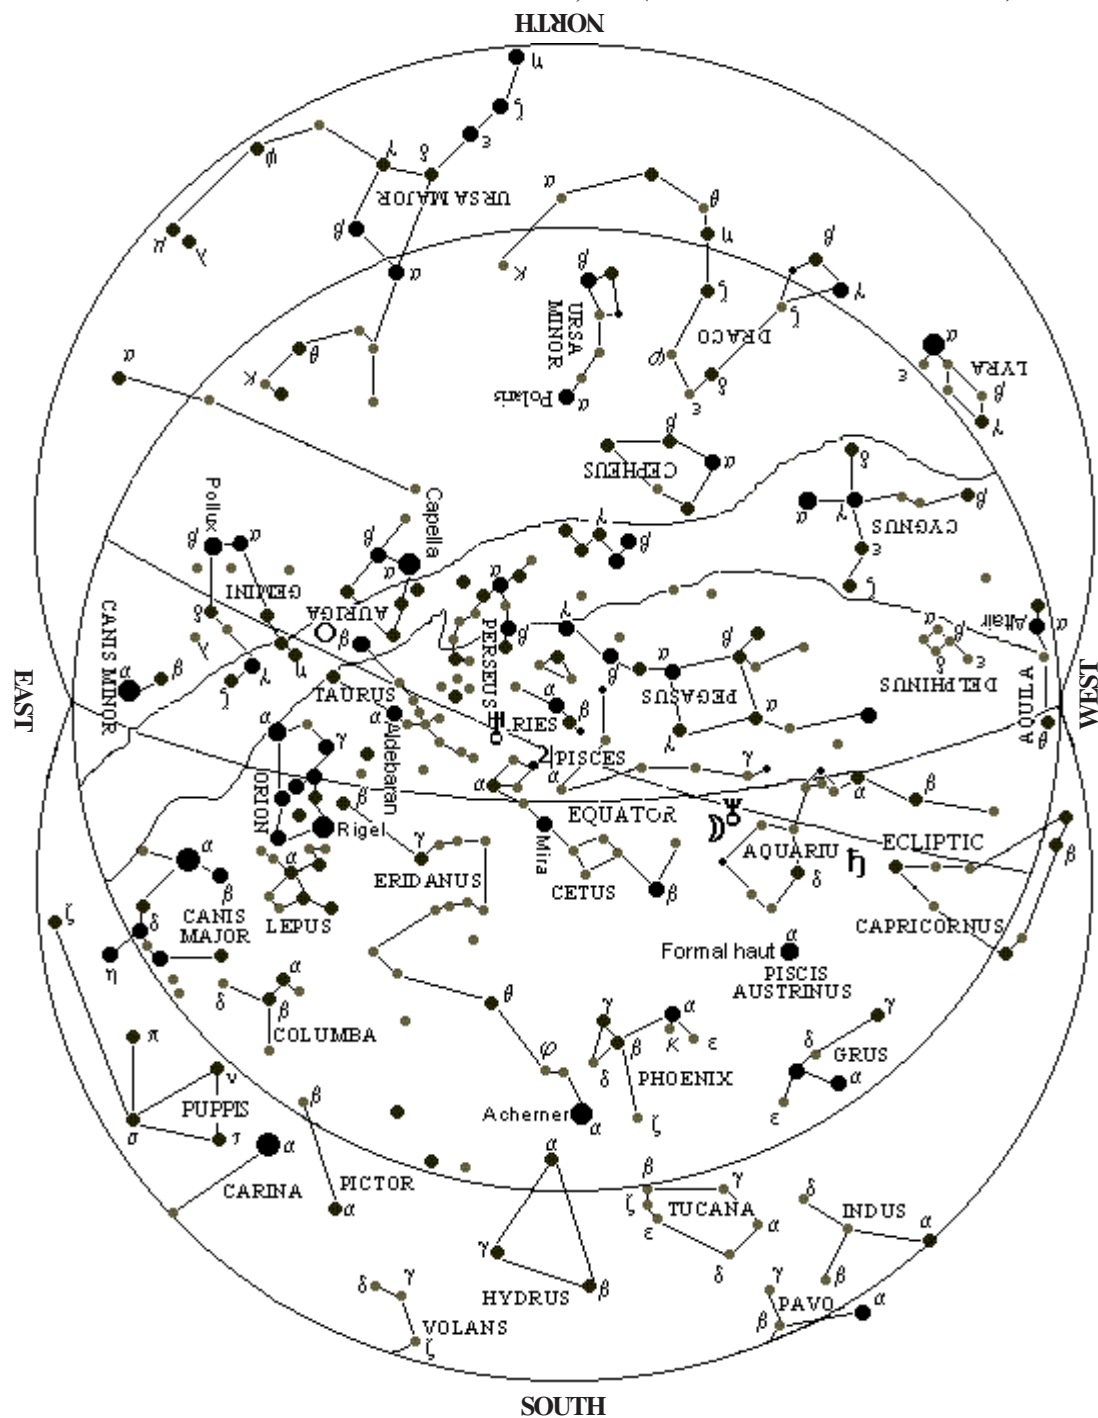 NORTH
η
ζ
ε
δ
γ
φ
URSA MAJOR
β
α
μ
λ
α
θ
η
κ
β
ζ
URSA
MINOR
β
γ
ζ
DRACO
φ
δ
ε
α
Polaris
θ
κ
α
α
ε
LYRA
β
γ
β
CEPHEUS
α
δ
α
γ
β
CYGNUS
ε
ζ
Pollux
β
α
Capella
β
α
γ
β
GEMINI
δ
λ
γ
ζ
η
AURIGA
β
α
PERSEUS
β
γ
β
α
β
PEGASUS
α
γ
α
β
δ
ε
DELPHINUS
Altair
α
AQUILA
θ
CANIS MINOR
α
β
EAST
WEST
TAURUS
α
Aldebaran
α
β
RIES
PISCES
α
α
γ
α
γ
ORION
β
Rigel
γ
ERIDANUS
Mira
EQUATOR
CETUS
β
AQUARIU
α
β
δ
ECLIPTIC
β
CAPRICORNUS
α
β
CANIS
MAJOR
δ
η
ζ
α
LEPUS
α
Formal haut
PISCIS
AUSTRINUS
α
δ
β
COLUMBA
θ
φ
Acherner
α
γ
α
κ
ε
β
δ
PHOENIX
ζ
γ
δ
GRUS
α
ε
π
ν
PUPPIS
σ
τ
β
α
CARINA
PICTOR
α
α
γ
β
HYDRUS
β
γ
ζ
TUCANA
ε
α
δ
δ
INDUS
α
β
γ
PAVO
α
β
δ
γ
VOLANS
ζ
SOUTH